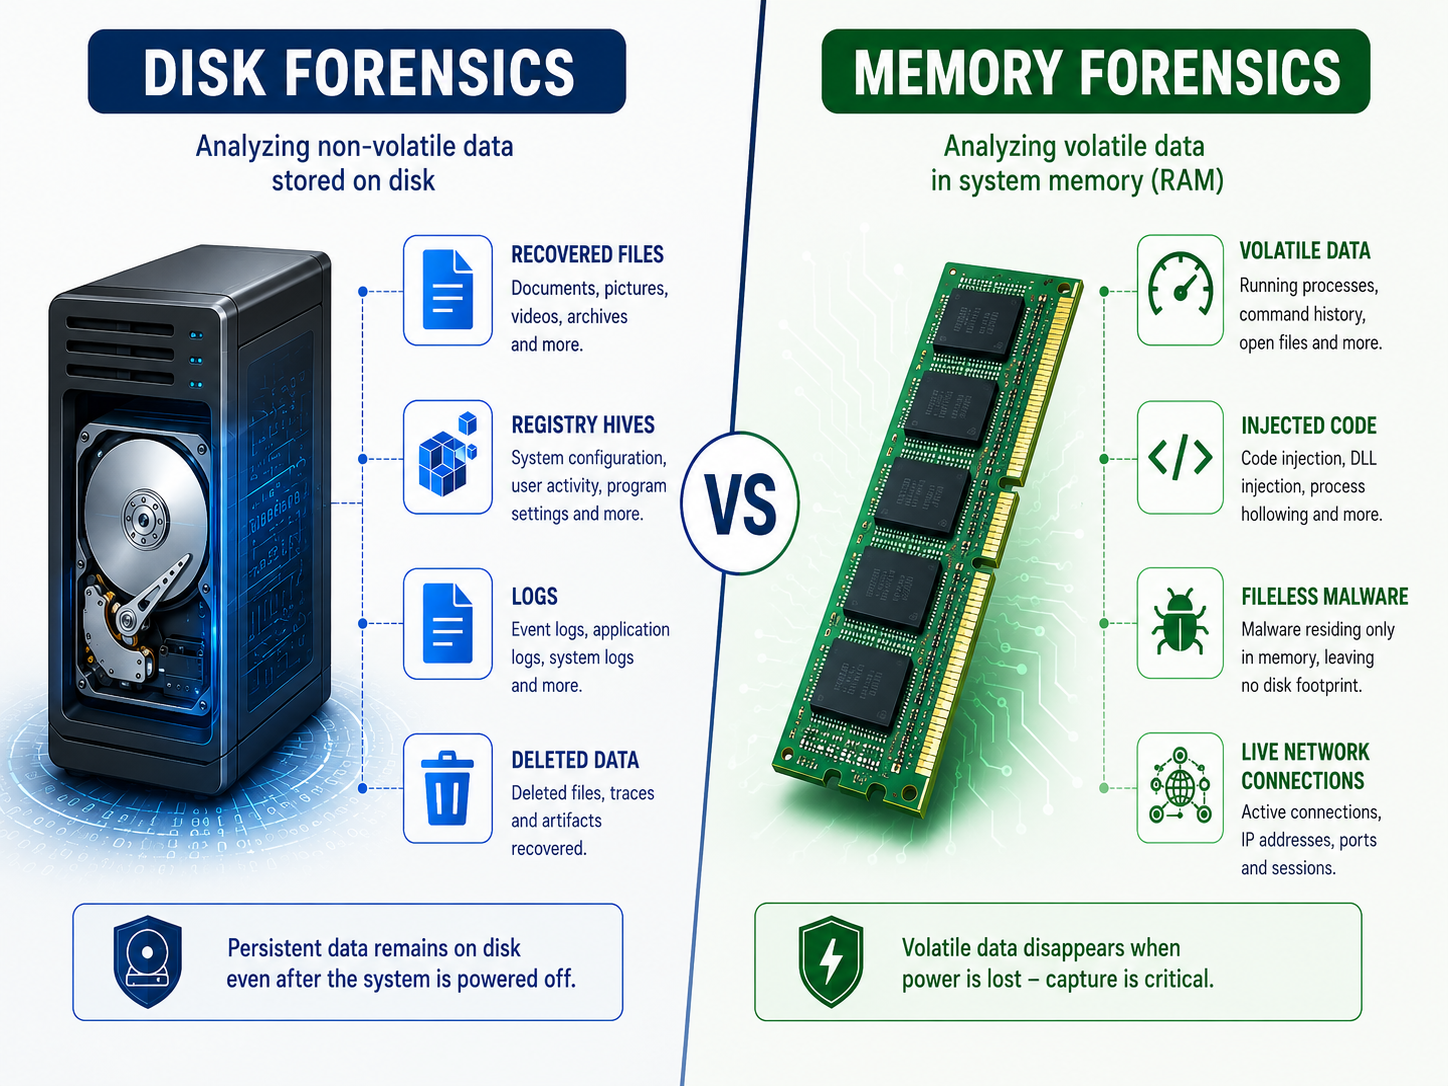 DISK FORENSICS
Analyzing non-volatile data
stored on disk
RECOVERED FILES
Documents, pictures,
videos, archives
and more.
REGISTRY HIVES
System configuration,
user activity, program
settings and more.
LOGS
Event logs, application
logs, system logs
and more.
DELETED DATA
Deleted files, traces
and artifacts
recovered.
Persistent data remains on disk
even after the system is powered off.
VS
MEMORY FORENSICS
Analyzing volatile data
in system memory (RAM)
VOLATILE DATA
Running processes,
command history,
open files and more.
INJECTED CODE
Code injection, DLL
injection, process
hollowing and more.
FILELESS MALWARE
Malware residing only
in memory, leaving
no disk footprint.
LIVE NETWORK
CONNECTIONS
Active connections,
IP addresses, ports
and sessions.
Volatile data disappears when
power is lost – capture is critical.